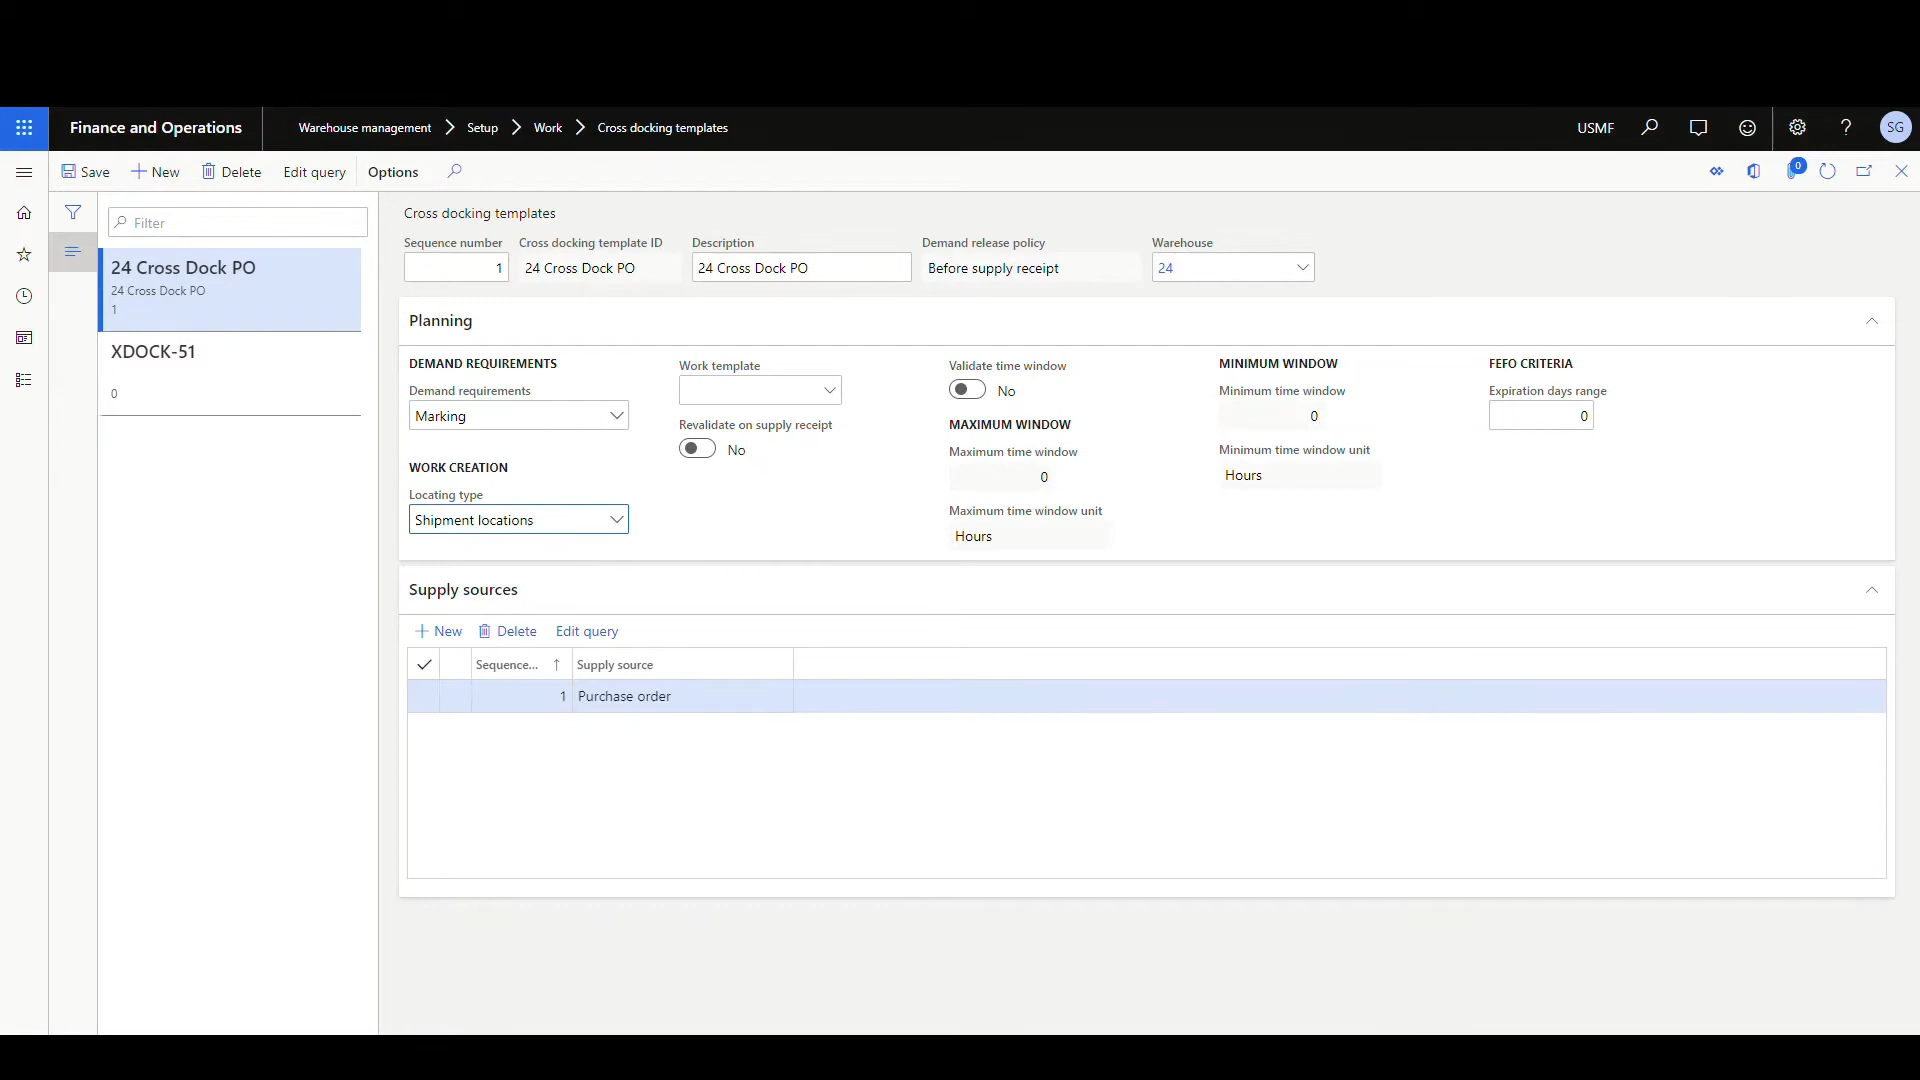 Finance and Operations
Warehouse management
Setup
Work
Cross docking templates
USMF
SG
Save
New
Delete
Edit query
Options
0
Filter
24 Cross Dock PO
24 Cross Dock PO
1
XDOCK-51
0
Cross docking templates
Sequence number
1
Cross docking template ID
24 Cross Dock PO
Description
24 Cross Dock PO
Demand release policy
Before supply receipt
Warehouse
24
Planning
DEMAND REQUIREMENTS
Demand requirements
Marking
WORK CREATION
Locating type
Shipment locations
Work template
Revalidate on supply receipt
No
Validate time window
No
MAXIMUM WINDOW
Maximum time window
0
Maximum time window unit
Hours
MINIMUM WINDOW
Minimum time window
0
Minimum time window unit
Hours
FEFO CRITERIA
Expiration days range
0
Supply sources
New
Delete
Edit query
Sequence...
Supply source
1
Purchase order